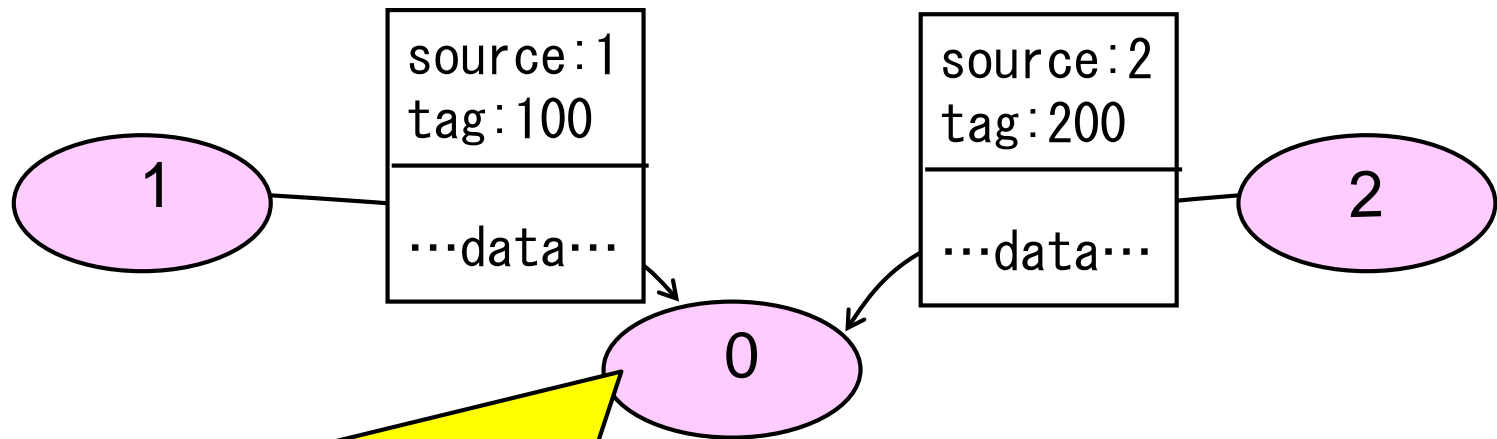 source:1
tag:100
…data…
source:2
tag:200
…data…
1
2
0